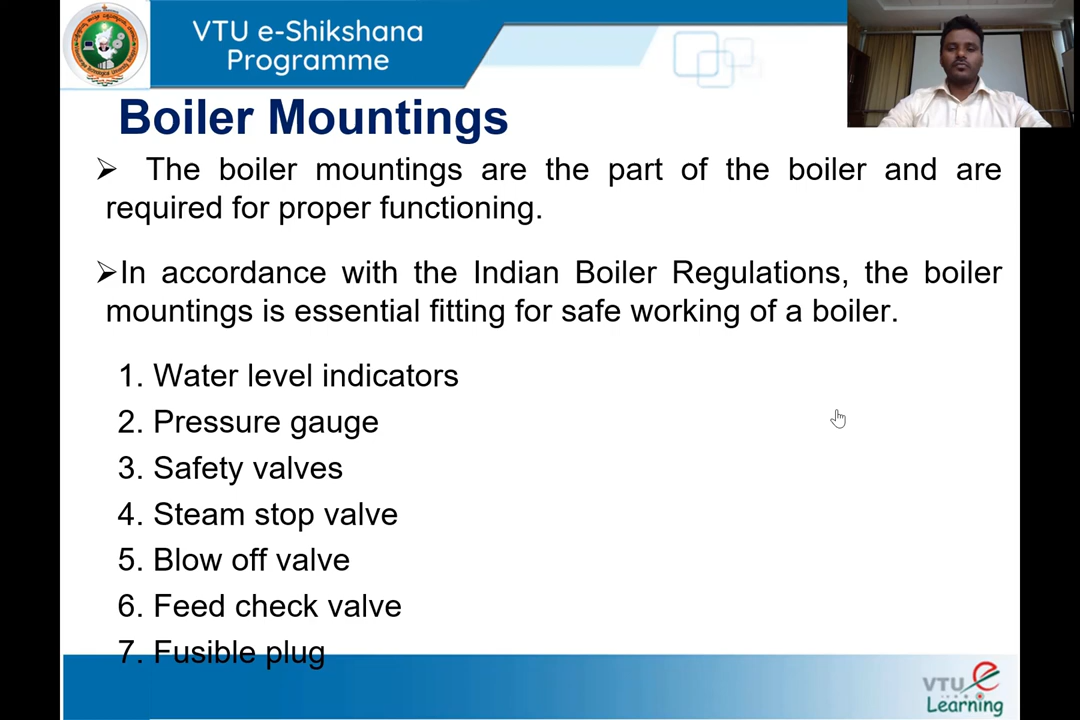 VTU e-Shikshana
Programme
Boiler Mountings
➢ The boiler mountings are the part of the boiler and are
required for proper functioning.
➢In accordance with the Indian Boiler Regulations, the boiler
mountings is essential fitting for safe working of a boiler.
1. Water level indicators
2. Pressure gauge
3. Safety valves
4. Steam stop valve
5. Blow off valve
6. Feed check valve
7. Fusible plug
VTU e
Learning